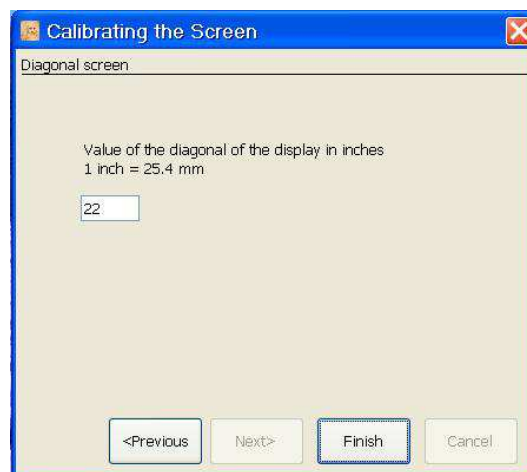 Calibrating the Screen
Diagonal screen
Value of the diagonal of the display in inches
1 inch = 25.4 mm
22
<Previous
Next>
Finish
Cancel